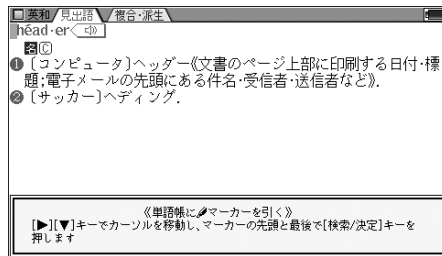 英和 見出語 複合·派生
héad·er
名 C
❶ 〔コンピュータ〕ヘッダー《文書のページ上部に印刷する日付·標
題;電子メールの先頭にある件名·受信者·送信者など》.
❷ 〔サッカー〕ヘディング.
《単語帳にマーカーを引く》
[▶][▼]キーでカーソルを移動し、マーカーの先頭と最後で[検索/決定]キーを
押します